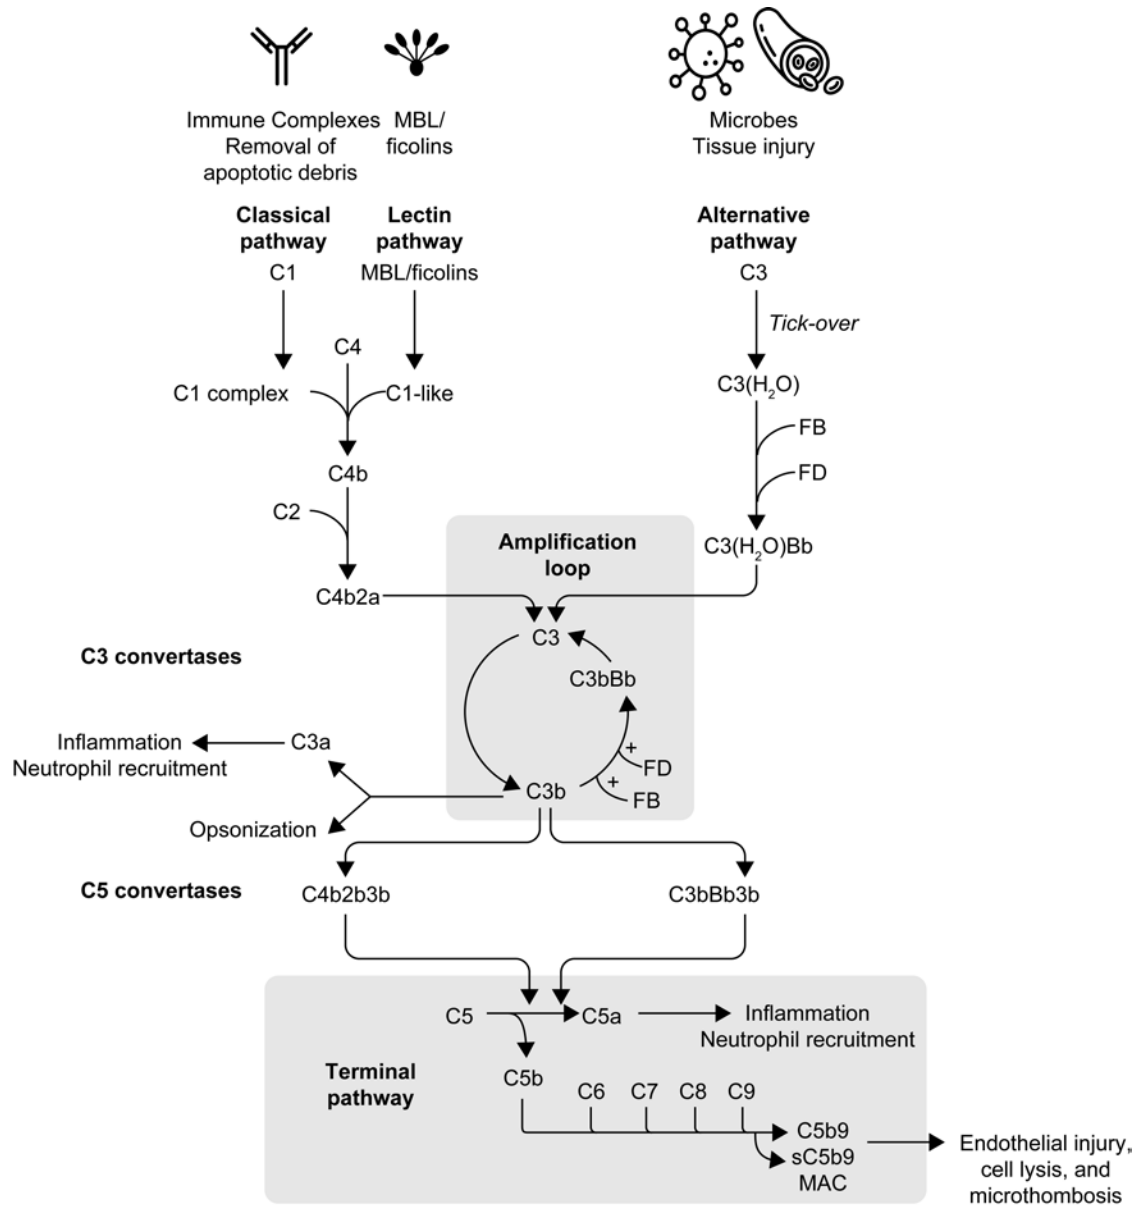 Immune Complexes
Removal of
apoptotic debris
MBL/
ficolins
Microbes
Tissue injury
Classical
pathway
Lectin
pathway
Alternative
pathway
C1
MBL/ficolins
C3
Tick-over
C4
C1 complex
C1-like
C3(H₂O)
FB
C4b
FD
C2
Amplification
loop
C3(H₂O)Bb
C4b2a
C3
C3 convertases
C3bBb
Inflammation
Neutrophil recruitment
C3a
+
FD
+
C3b
FB
Opsonization
C5 convertases
C4b2b3b
C3bBb3b
C5
C5a
Inflammation
Neutrophil recruitment
Terminal
pathway
C5b
C6
C7
C8
C9
C5b9
sC5b9
MAC
Endothelial injury,
cell lysis, and
microthombosis